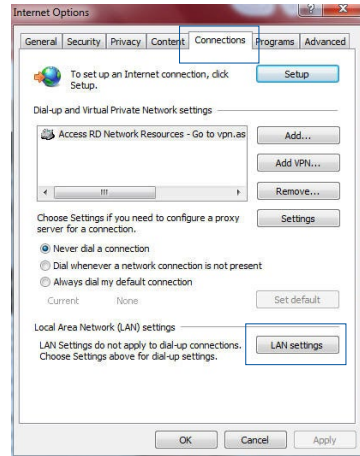 Internet Options
General Security Privacy Content Connections Programs Advanced
To set up an Internet connection, click Setup.
Setup
Dial-up and Virtual Private Network settings
Access RD Network Resources - Go to vpn.as
Add...
Add VPN...
Remove...
Choose Settings if you need to configure a proxy
server for a connection.
Settings
Never dial a connection
Dial whenever a network connection is not present
Always dial my default connection
Current None
Set default
Local Area Network (LAN) settings
LAN Settings do not apply to dial-up connections.
Choose Settings above for dial-up settings.
LAN settings
OK Cancel Apply